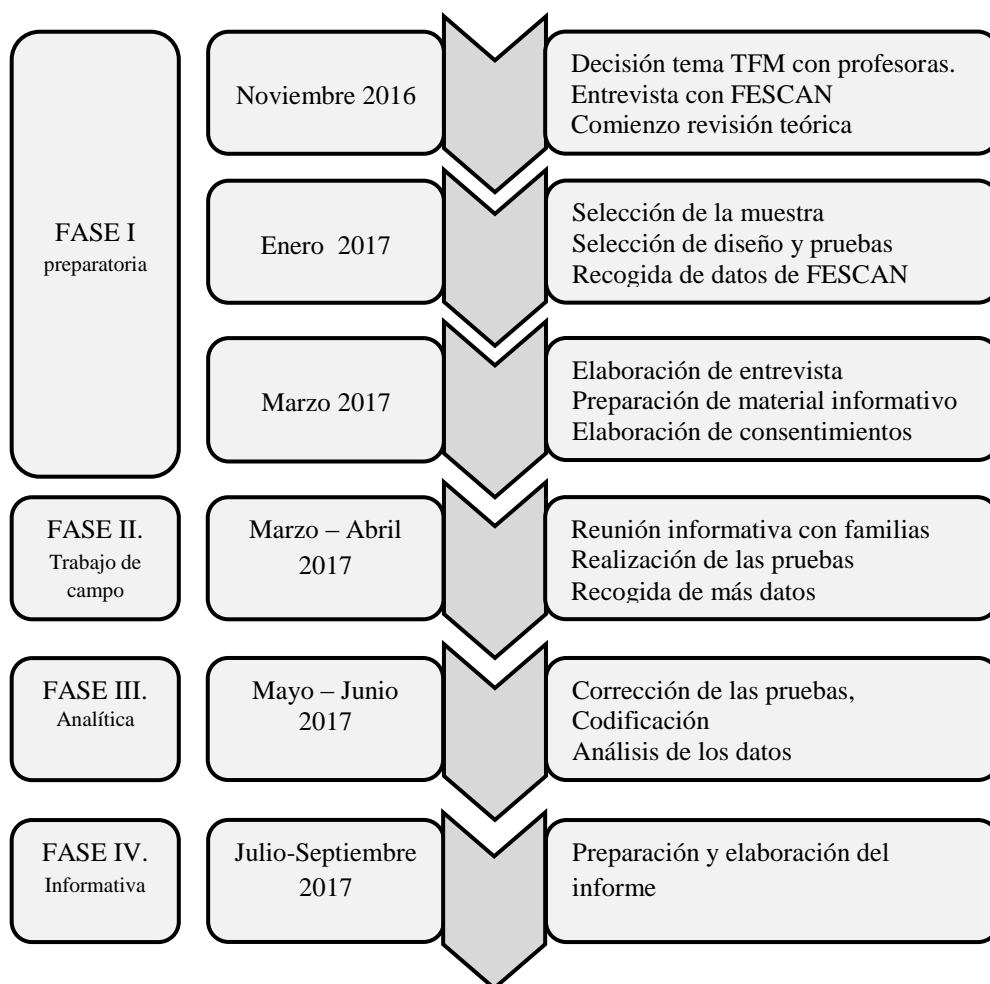 FASE I
preparatoria
Noviembre 2016
Decisión tema TFM con profesoras.
Entrevista con FESCAN
Comienzo revisión teórica
Enero 2017
Selección de la muestra
Selección de diseño y pruebas
Recogida de datos de FESCAN
Marzo 2017
Elaboración de entrevista
Preparación de material informativo
Elaboración de consentimientos
FASE II.
Trabajo de
campo
Marzo – Abril
2017
Reunión informativa con familias
Realización de las pruebas
Recogida de más datos
FASE III.
Analítica
Mayo – Junio
2017
Corrección de las pruebas,
Codificación
Análisis de los datos
FASE IV.
Informativa
Julio-Septiembre
2017
Preparación y elaboración del
informe